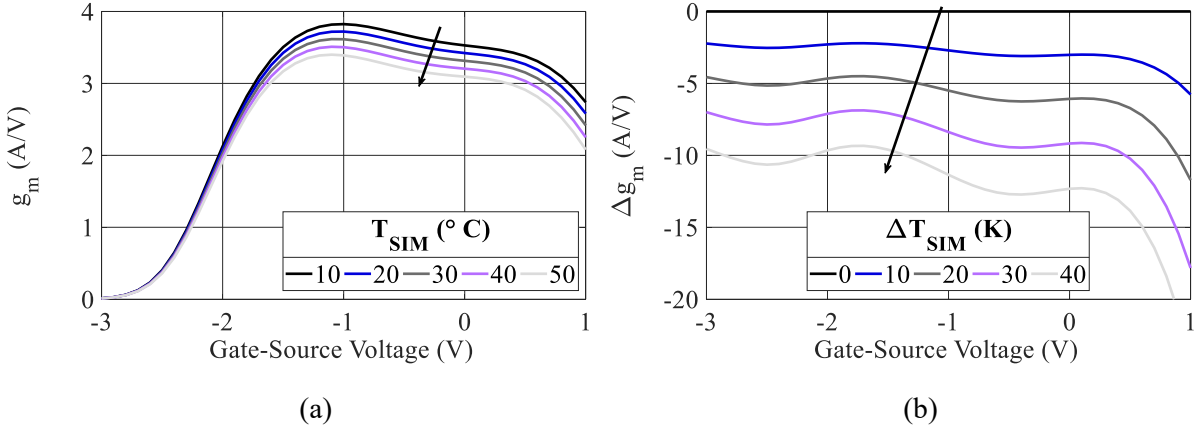 4
3
2
1
0
g_m (A/V)
T_SIM (° C)
10 20 30 40 50
-3 -2 -1 0 1
Gate-Source Voltage (V)
(a)
0
-5
-10
-15
-20
Δg_m (A/V)
ΔT_SIM (K)
0 10 20 30 40
-3 -2 -1 0 1
Gate-Source Voltage (V)
(b)